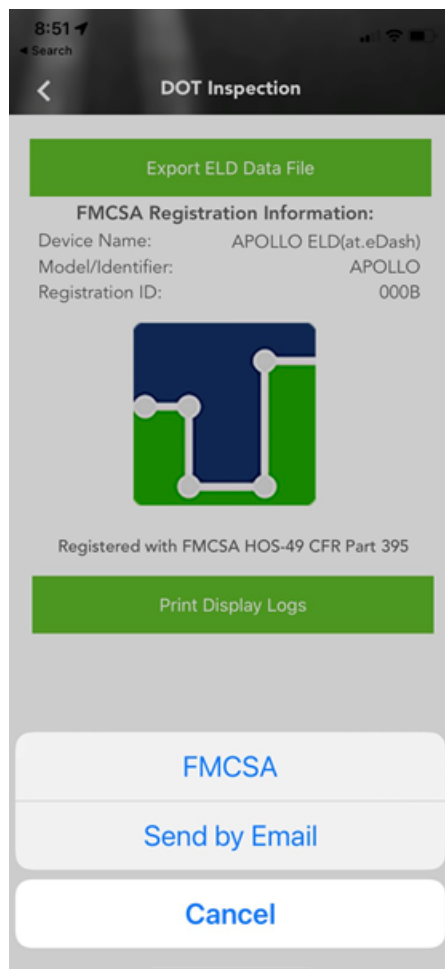 8:51
◀ Search
DOT Inspection
Export ELD Data File
FMCSA Registration Information:
Device Name: APOLLO ELD(at.eDash)
Model/Identifier: APOLLO
Registration ID: 000B
Registered with FMCSA HOS-49 CFR Part 395
Print Display Logs
FMCSA
Send by Email
Cancel